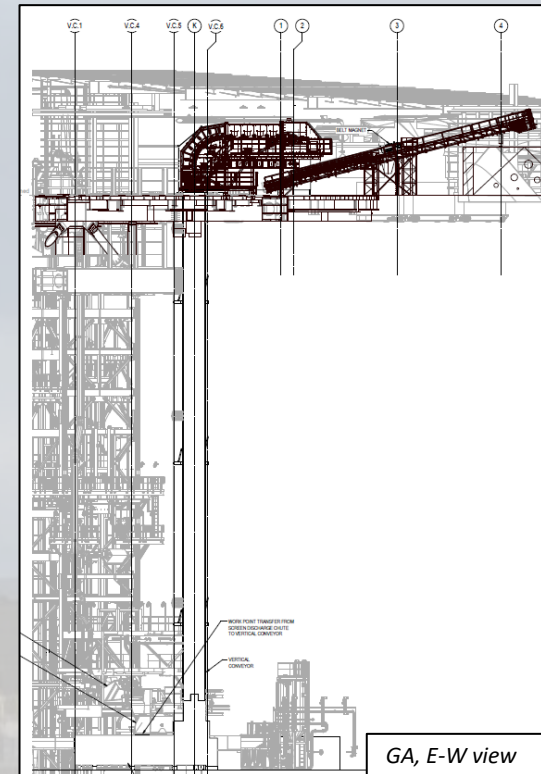 V.C.1
V.C.4
V.C.5
K
V.C.6
1
2
3
4
BELT MAGNET
WORK POINT TRANSFER FROM
SCREEN DISCHARGE CHUTE
TO VERTICAL CONVEYOR
VERTICAL
CONVEYOR
GA, E-W view